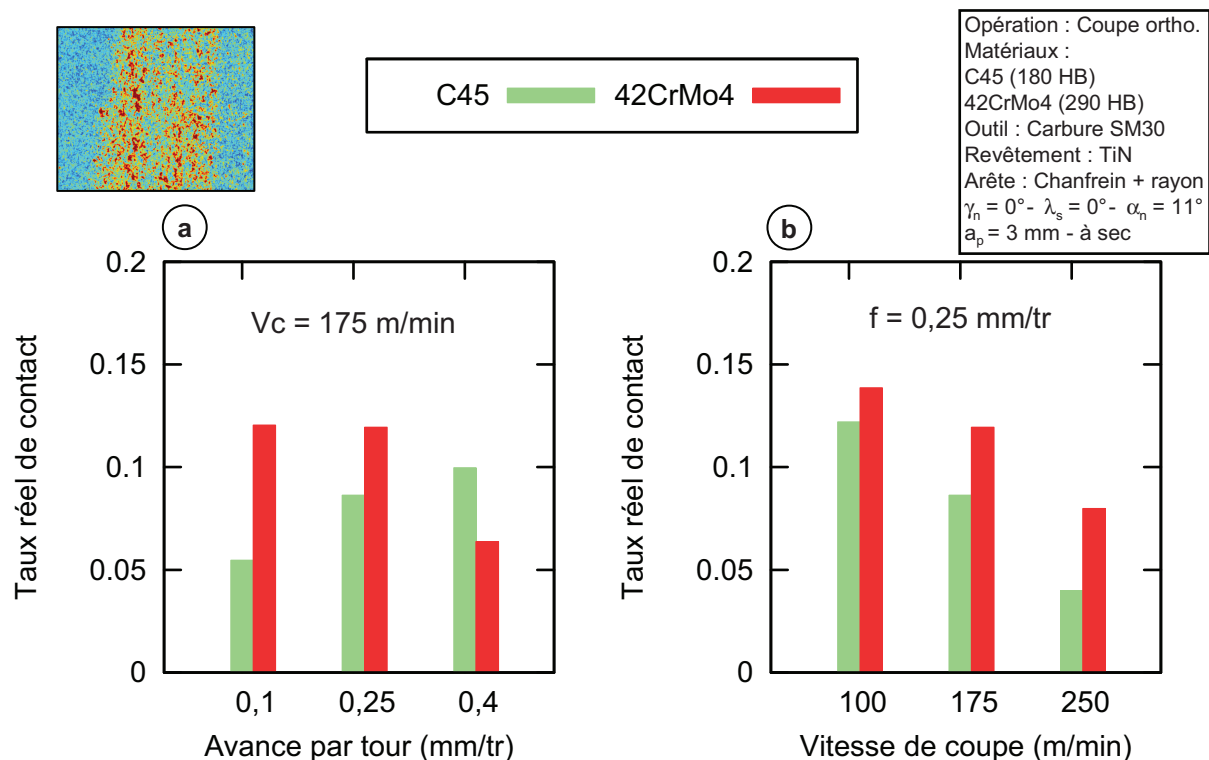 C45 42CrMo4
Opération : Coupe ortho.
Matériaux :
C45 (180 HB)
42CrMo4 (290 HB)
Outil : Carbure SM30
Revêtement : TiN
Arête : Chanfrein + rayon
γn = 0°- λs = 0°- αn = 11°
ap = 3 mm - à sec
a
0.2
0.15
0.1
0.05
0
Taux réel de contact
Vc = 175 m/min
0,1 0,25 0,4
Avance par tour (mm/tr)
b
0.2
0.15
0.1
0.05
0
Taux réel de contact
f = 0,25 mm/tr
100 175 250
Vitesse de coupe (m/min)